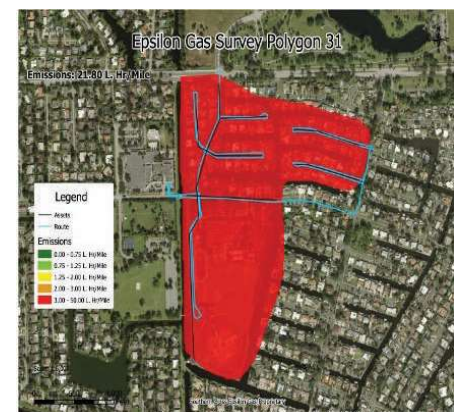 Epsilon Gas Survey Polygon 31
Emissions: 21.80 L. Hr/Mile
Legend
Assets
Route
Emissions
0.00 - 0.75 L. Hr/Mile
0.75 - 1.25 L. Hr/Mile
1.25 - 2.00 L. Hr/Mile
2.00 - 3.00 L. Hr/Mile
3.00 - 50.00 L. Hr/Mile